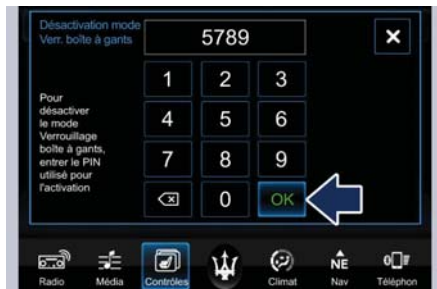 Désactivation mode
Verr. boîte à gants
5789
1 2 3
Pour
désactiver
le mode
Verrouillage
boîte à gants,
entrer le PIN
utilisé pour
l'activation
4 5 6
7 8 9
0 OK
NE
Radio Média Contrôles Climat Nav Téléphon